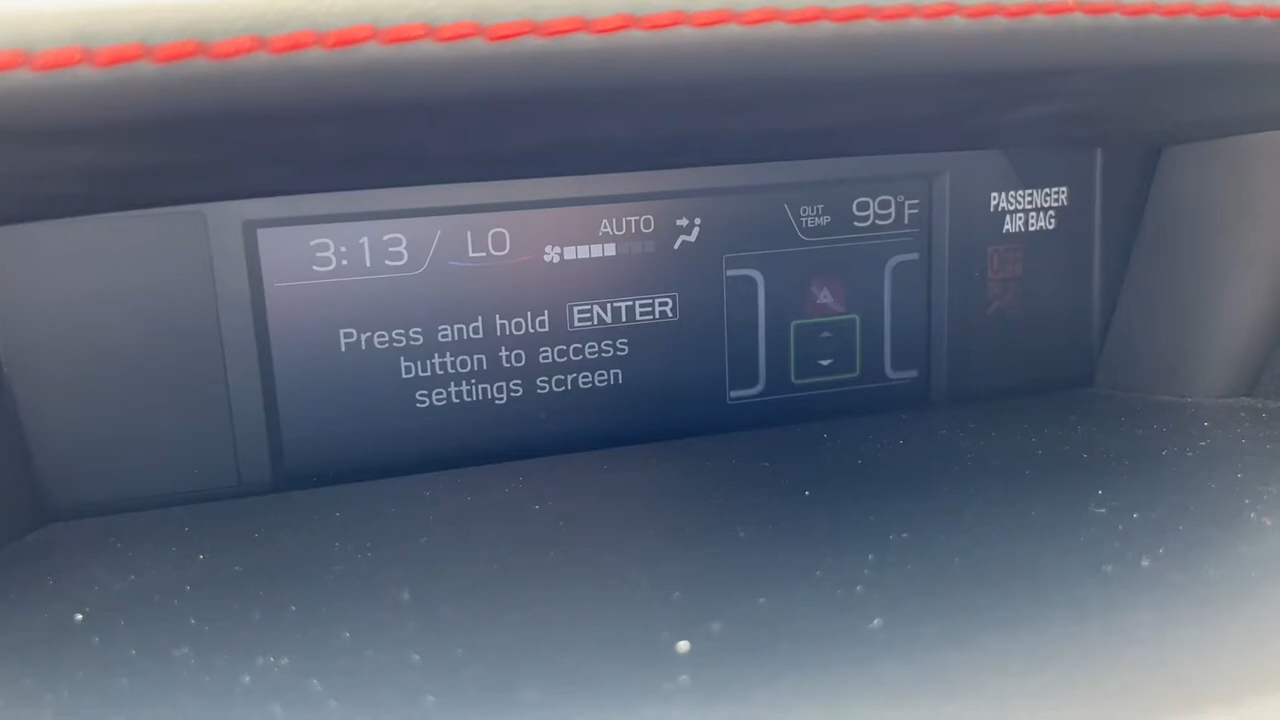 3:13 LO AUTO
OUT TEMP 99°F
Press and hold ENTER
button to access
settings screen
PASSENGER
AIR BAG
OFF